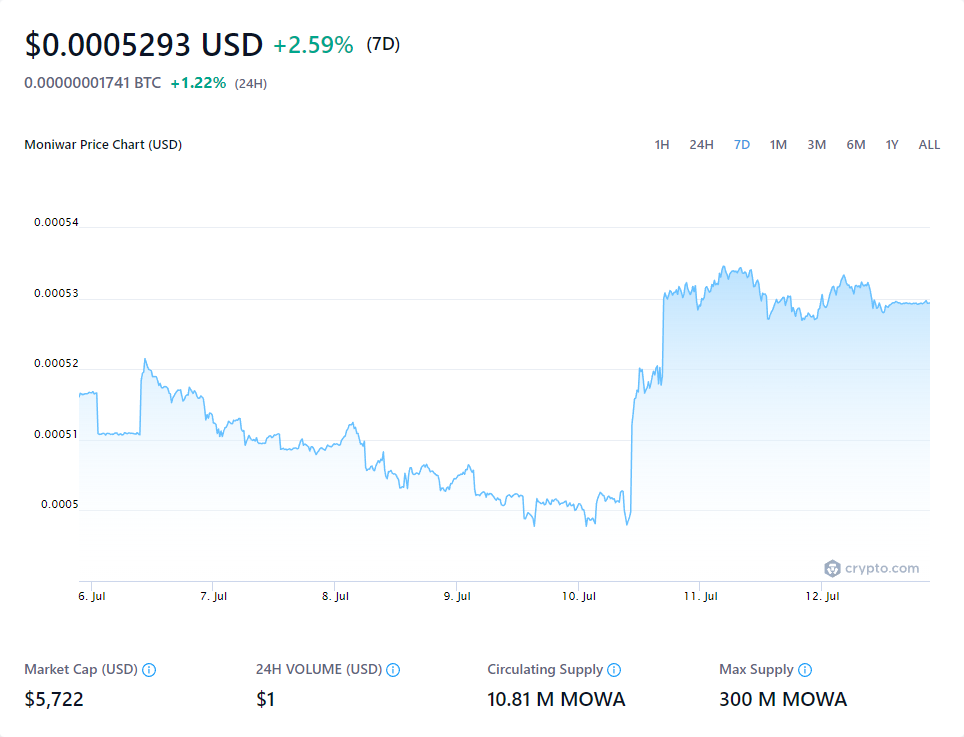 $0.0005293 USD +2.59% (7D)
0.00000001741 BTC +1.22% (24H)
Moniwar Price Chart (USD) 1H 24H 7D 1M 3M 6M 1Y ALL
0.00054
0.00053
0.00052
0.00051
0.0005
crypto.com
6. Jul 7. Jul 8. Jul 9. Jul 10. Jul 11. Jul 12. Jul
Market Cap (USD) 24H VOLUME (USD) Circulating Supply Max Supply
$5,722 $1 10.81 M MOWA 300 M MOWA